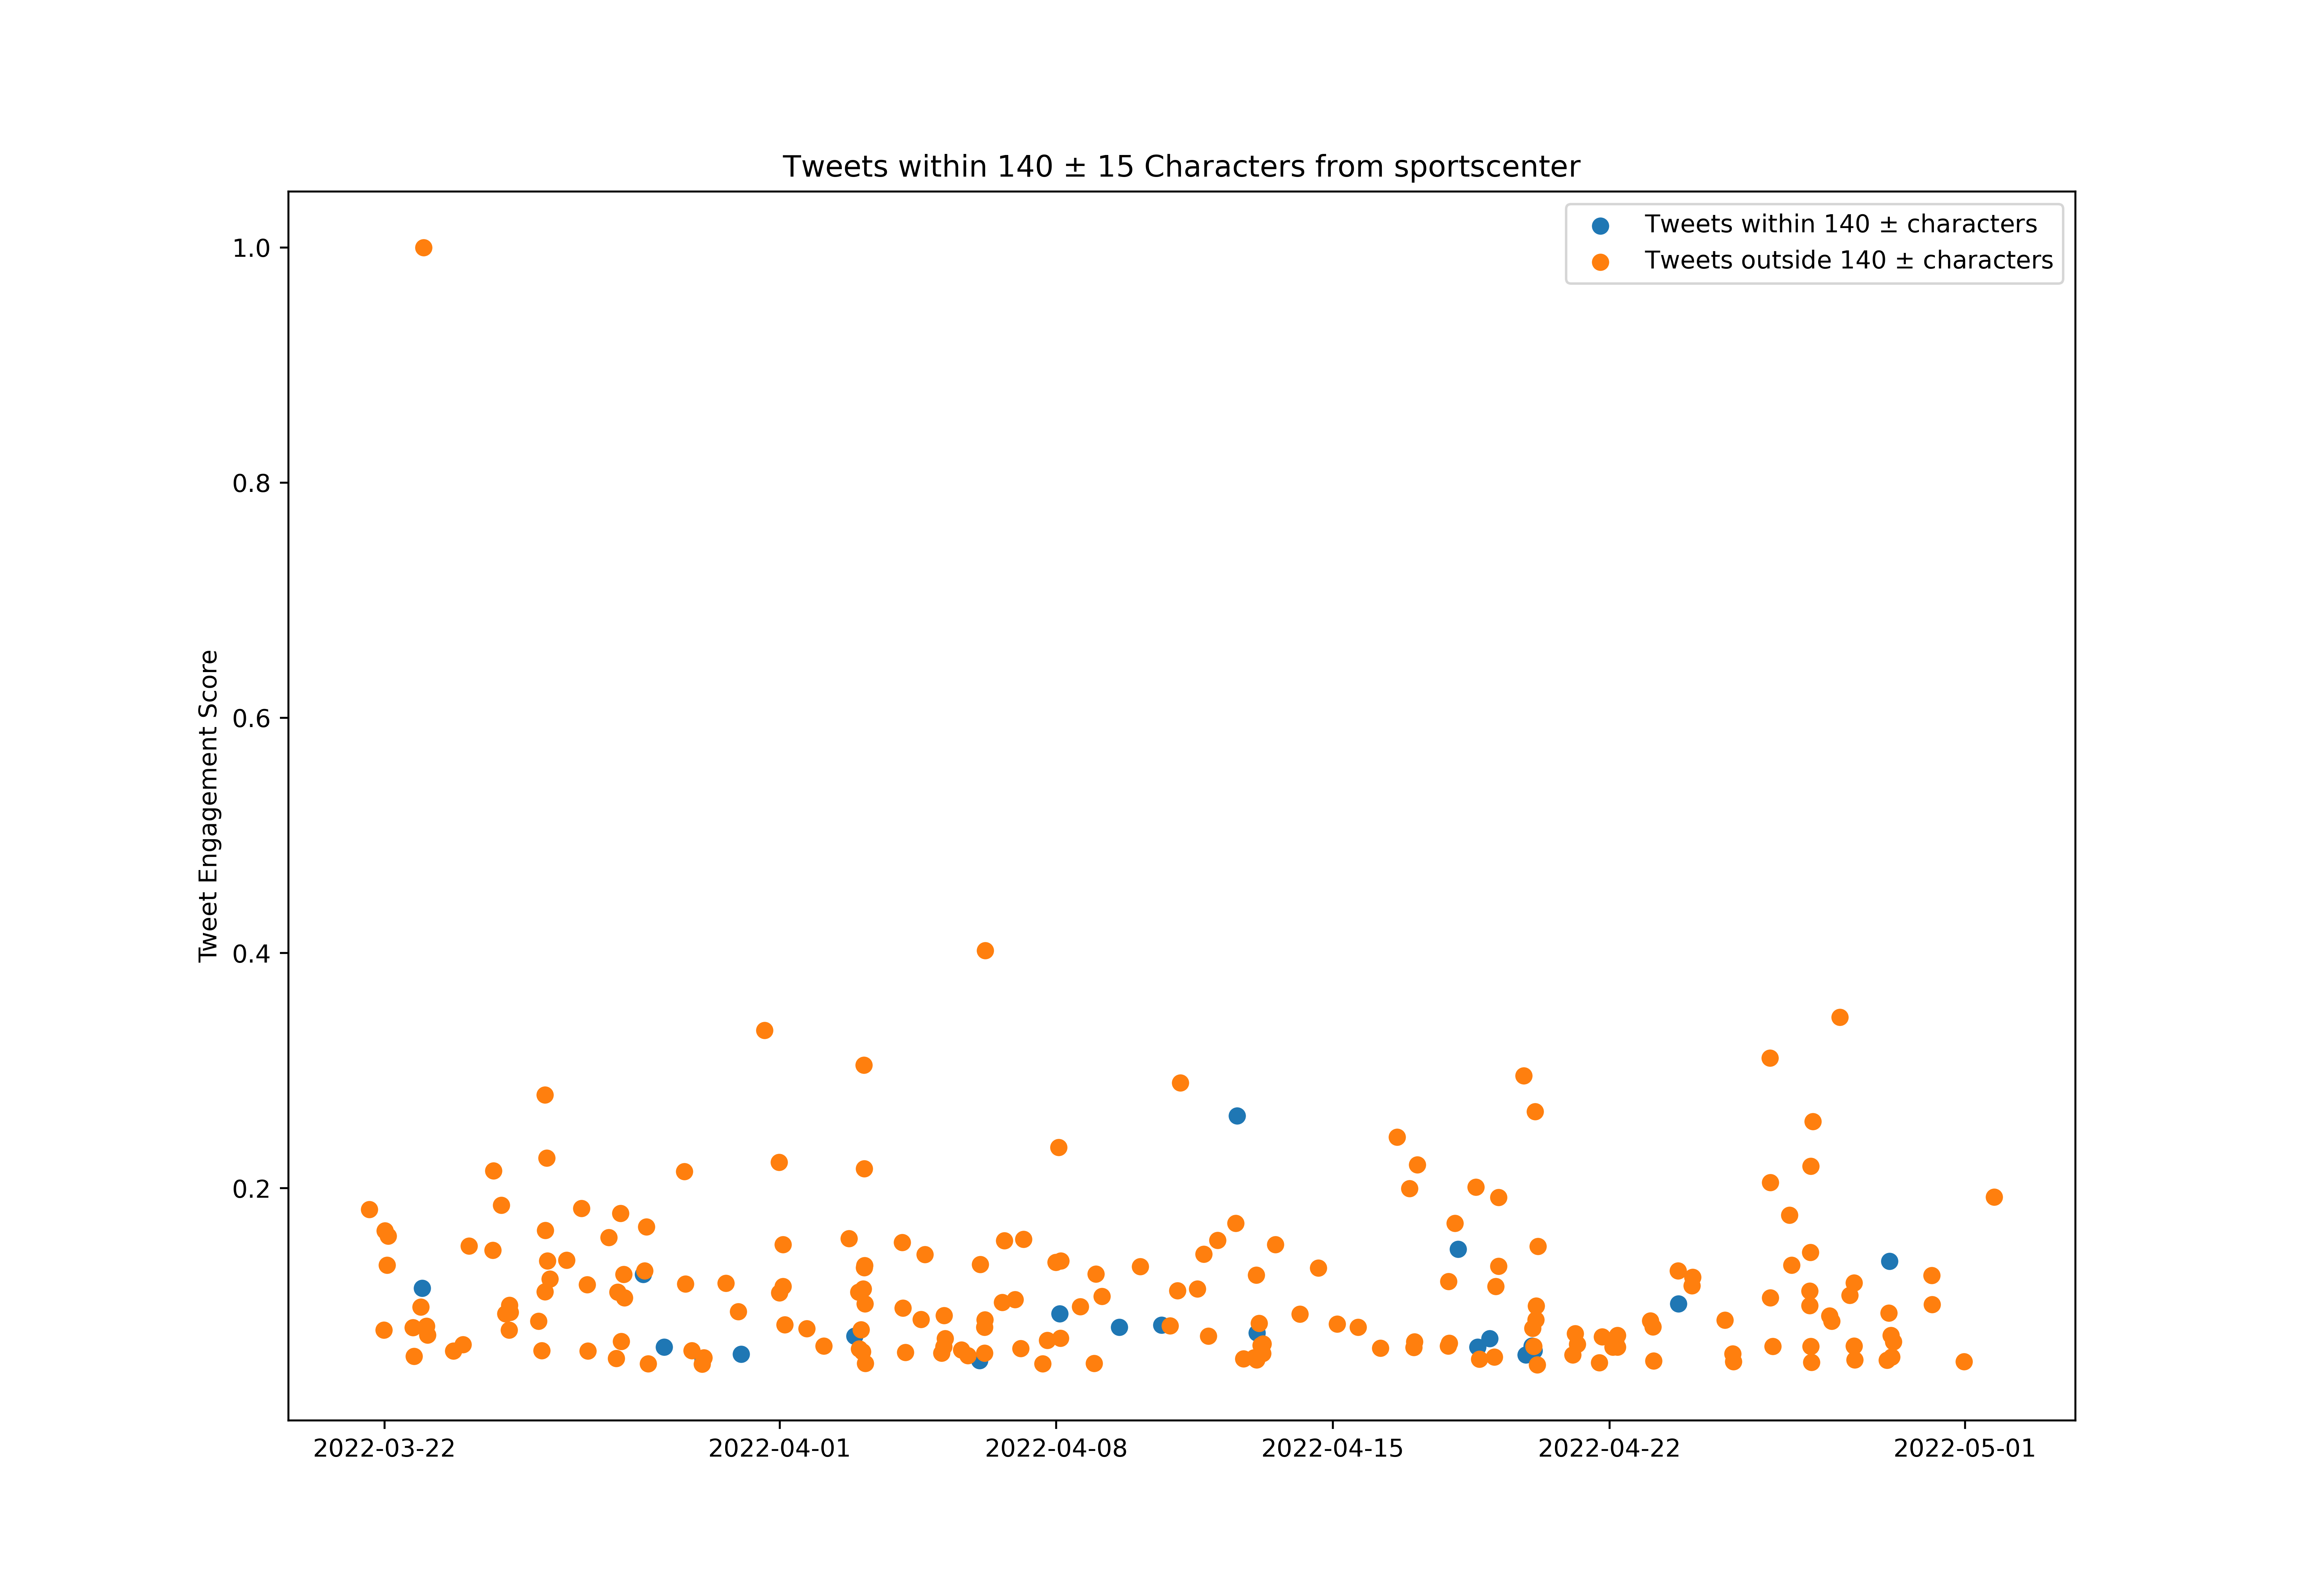 Tweets within 140 ± 15 Characters from sportscenter
Tweets within 140 ± characters
Tweets outside 140 ± characters
Tweet Engagement Score
1.0
0.8
0.6
0.4
0.2
2022-03-22
2022-04-01
2022-04-08
2022-04-15
2022-04-22
2022-05-01